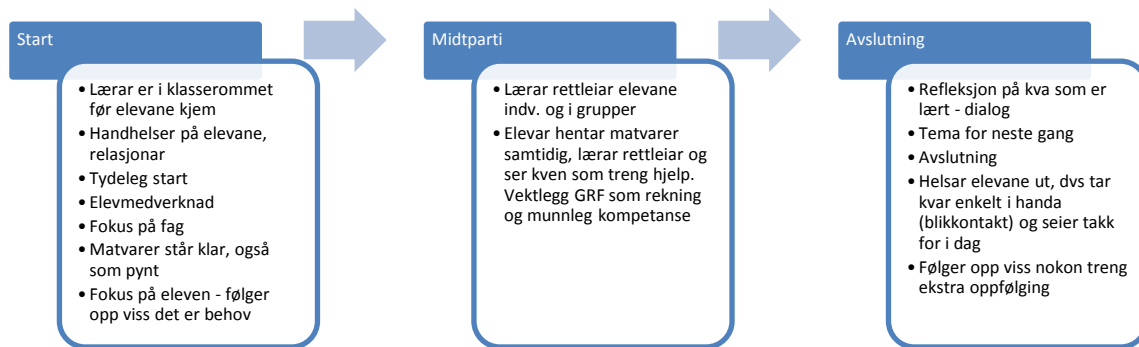 Start
• Lærar er i klasserommet
før elevane kjem
• Handhelser på elevane,
relasjonar
• Tydeleg start
• Elevmedverknad
• Fokus på fag
• Matvarer står klar, også
som pynt
• Fokus på eleven - følger
opp viss det er behov
Midtparti
• Lærar rettleiar elevane
indv. og i grupper
• Elevar hentar matvarer
samtidig, lærar rettleiar og
ser kven som treng hjelp.
Vektlegg GRF som rekning
og munnleg kompetanse
Avslutning
• Refleksjon på kva som er
lært - dialog
• Tema for neste gang
• Avslutning
• Helsar elevane ut, dvs tar
kvar enkelt i handa
(blikkontakt) og seier takk
for i dag
• Følger opp viss nokon treng
ekstra oppfølging